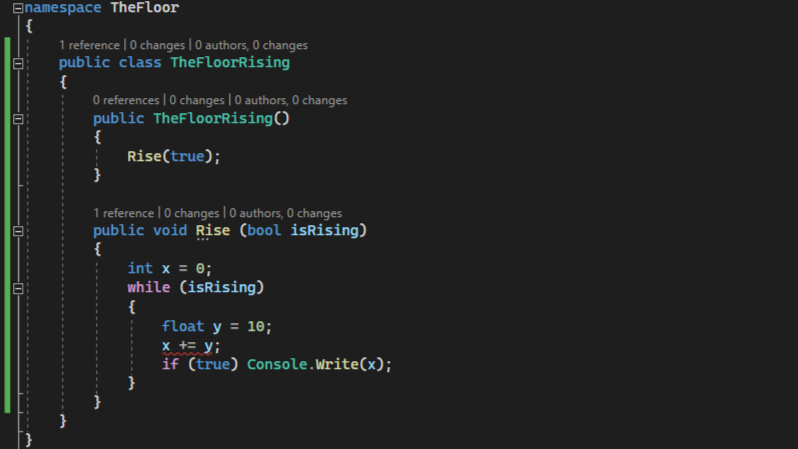 namespace TheFloor
{
1 reference | 0 changes | 0 authors, 0 changes
public class TheFloorRising
{
0 references | 0 changes | 0 authors, 0 changes
public TheFloorRising()
{
Rise(true);
}
1 reference | 0 changes | 0 authors, 0 changes
public void Rise (bool isRising)
{
int x = 0;
while (isRising)
{
float y = 10;
x += y;
if (true) Console.Write(x);
}
}
}
}